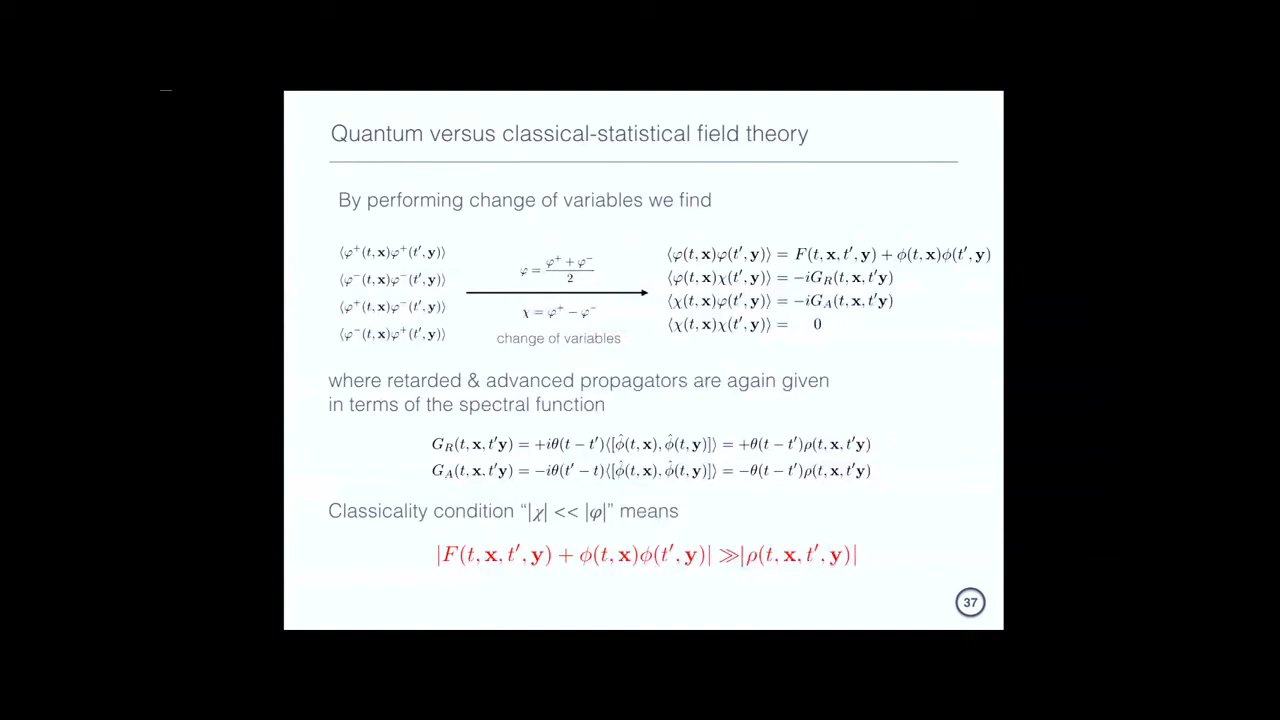 Quantum versus classical-statistical field theory
By performing change of variables we find
⟨φ⁺(t, x)φ⁺(t′, y)⟩
⟨φ⁻(t, x)φ⁻(t′, y)⟩
⟨φ⁺(t, x)φ⁻(t′, y)⟩
⟨φ⁻(t, x)φ⁺(t′, y)⟩
φ = (φ⁺ + φ⁻)/2
χ = φ⁺ − φ⁻
change of variables
⟨φ(t, x)φ(t′, y)⟩ = F(t, x, t′, y) + ϕ(t, x)ϕ(t′, y)
⟨φ(t, x)χ(t′, y)⟩ = −iG_R(t, x, t′y)
⟨χ(t, x)φ(t′, y)⟩ = −iG_A(t, x, t′y)
⟨χ(t, x)χ(t′, y)⟩ = 0
where retarded & advanced propagators are again given
in terms of the spectral function
G_R(t, x, t′y) = +iθ(t − t′)⟨[ϕ̂(t, x), ϕ̂(t, y)]⟩ = +θ(t − t′)ρ(t, x, t′y)
G_A(t, x, t′y) = −iθ(t′ − t)⟨[ϕ̂(t, x), ϕ̂(t, y)]⟩ = −θ(t − t′)ρ(t, x, t′y)
Classicality condition “|χ| << |φ|” means
|F(t, x, t′, y) + ϕ(t, x)ϕ(t′, y)| ≫|ρ(t, x, t′, y)|
37